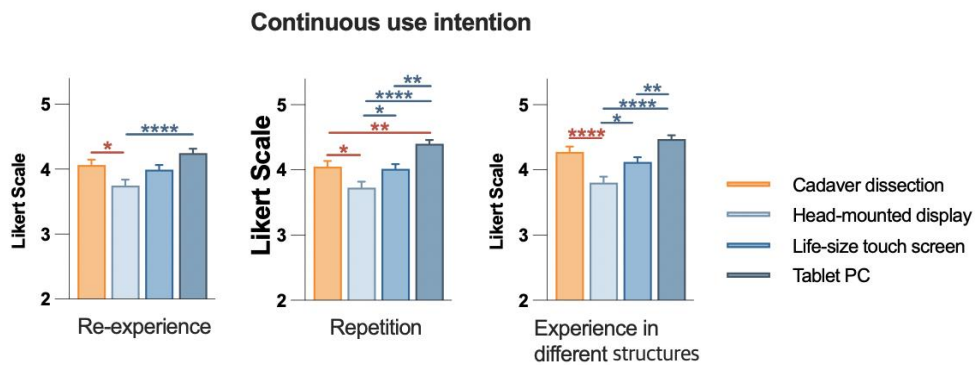 Continuous use intention
Likert Scale
5
4
3
2
*
****
Re-experience
Likert Scale
5
4
3
2
**
****
*
**
*
Repetition
Likert Scale
5
4
3
2
**
****
*
****
Experience in
different structures
Cadaver dissection
Head-mounted display
Life-size touch screen
Tablet PC